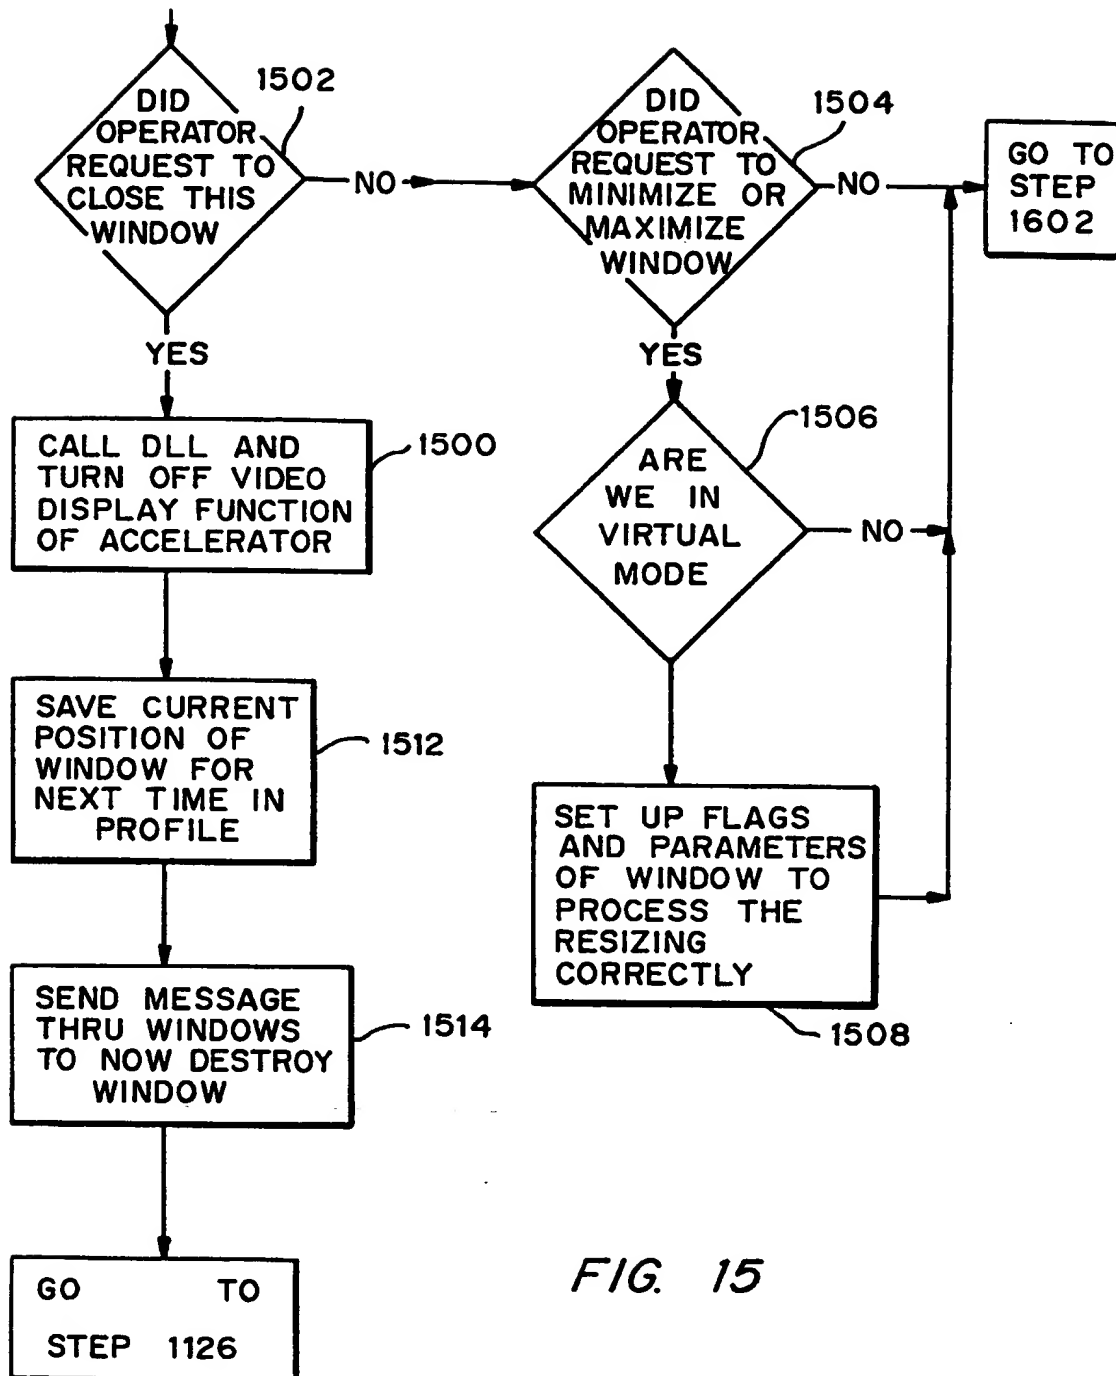 DID
OPERATOR
REQUEST TO
CLOSE THIS
WINDOW
1502
NO
DID
OPERATOR
REQUEST TO
MINIMIZE OR
MAXIMIZE
WINDOW
1504
NO
GO TO
STEP
1602
YES
YES
CALL DLL AND
TURN OFF VIDEO
DISPLAY FUNCTION
OF ACCELERATOR
1500
ARE
WE IN
VIRTUAL
MODE
1506
NO
SAVE CURRENT
POSITION OF
WINDOW FOR
NEXT TIME IN
PROFILE
1512
SET UP FLAGS
AND PARAMETERS
OF WINDOW TO
PROCESS THE
RESIZING
CORRECTLY
1508
SEND MESSAGE
THRU WINDOWS
TO NOW DESTROY
WINDOW
1514
GO TO
STEP 1126
FIG. 15